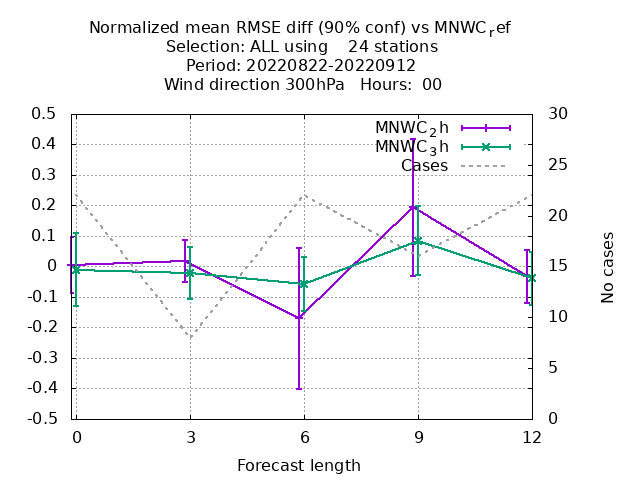 Normalized mean RMSE diff (90% conf) vs MNWC_ref
Selection: ALL using 24 stations
Period: 20220822-20220912
Wind direction 300hPa Hours: 00
MNWC_2h
MNWC_3h
Cases
0.5
0.4
0.3
0.2
0.1
0
-0.1
-0.2
-0.3
-0.4
-0.5
30
25
20
15
10
5
0
No cases
0 3 6 9 12
Forecast length